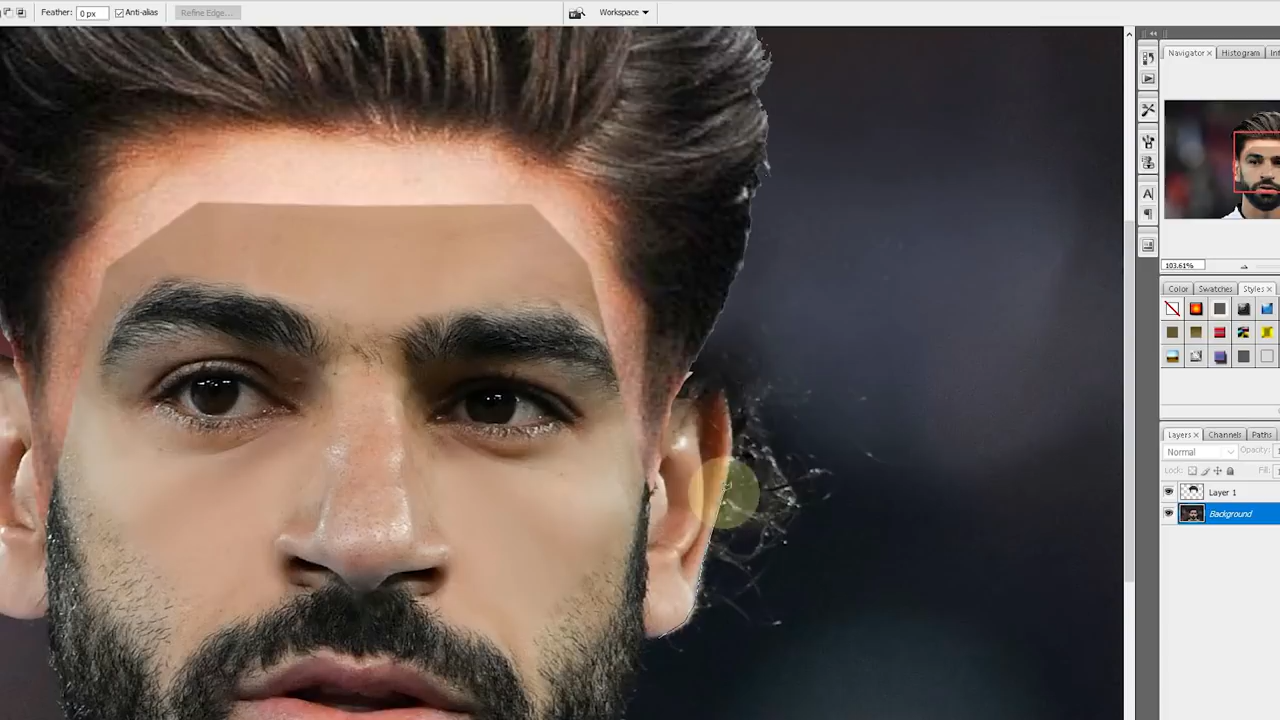 Feather: 0 px Anti-alias Refine Edge... Workspace
Navigator Histogram
103.61%
Color Swatches Styles
Layers Channels Paths
Normal Opacity:
Lock: Fill:
Layer 1
Background